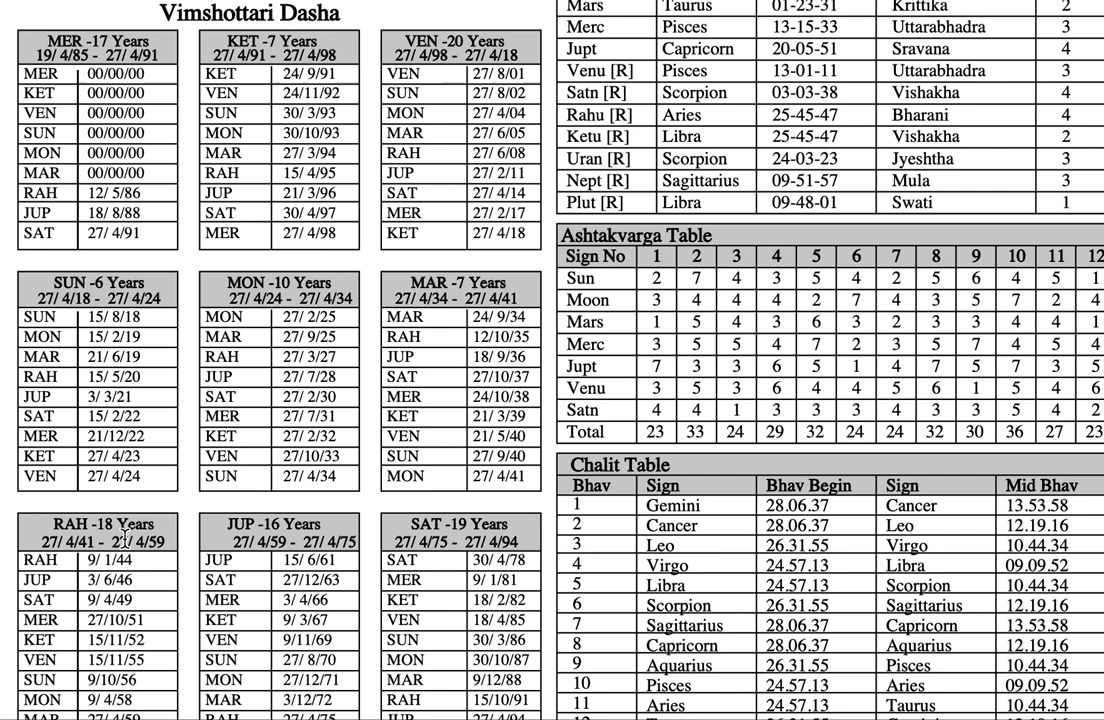 Vimshottari Dasha
MER -17 Years KET -7 Years VEN -20 Years
19/ 4/85 - 27/ 4/91 27/ 4/91 - 27/ 4/98 27/ 4/98 - 27/ 4/18
MER 00/00/00 KET 24/ 9/91 VEN 27/ 8/01
KET 00/00/00 VEN 24/11/92 SUN 27/ 8/02
VEN 00/00/00 SUN 30/ 3/93 MON 27/ 4/04
SUN 00/00/00 MON 30/10/93 MAR 27/ 6/05
MON 00/00/00 MAR 27/ 3/94 RAH 27/ 6/08
MAR 00/00/00 RAH 15/ 4/95 JUP 27/ 2/11
RAH 12/ 5/86 JUP 21/ 3/96 SAT 27/ 4/14
JUP 18/ 8/88 SAT 30/ 4/97 MER 27/ 2/17
SAT 27/ 4/91 MER 27/ 4/98 KET 27/ 4/18
SUN -6 Years MON -10 Years MAR -7 Years
27/ 4/18 - 27/ 4/24 27/ 4/24 - 27/ 4/34 27/ 4/34 - 27/ 4/41
SUN 15/ 8/18 MON 27/ 2/25 MAR 24/ 9/34
MON 15/ 2/19 MAR 27/ 9/25 RAH 12/10/35
MAR 21/ 6/19 RAH 27/ 3/27 JUP 18/ 9/36
RAH 15/ 5/20 JUP 27/ 7/28 SAT 27/10/37
JUP 3/ 3/21 SAT 27/ 2/30 MER 24/10/38
SAT 15/ 2/22 MER 27/ 7/31 KET 21/ 3/39
MER 21/12/22 KET 27/ 2/32 VEN 21/ 5/40
KET 27/ 4/23 VEN 27/10/33 SUN 27/ 9/40
VEN 27/ 4/24 SUN 27/ 4/34 MON 27/ 4/41
RAH -18 Years JUP -16 Years SAT -19 Years
27/ 4/41 - 27/ 4/59 27/ 4/59 - 27/ 4/75 27/ 4/75 - 27/ 4/94
RAH 9/ 1/44 JUP 15/ 6/61 SAT 30/ 4/78
JUP 3/ 6/46 SAT 27/12/63 MER 9/ 1/81
SAT 9/ 4/49 MER 3/ 4/66 KET 18/ 2/82
MER 27/10/51 KET 9/ 3/67 VEN 18/ 4/85
KET 15/11/52 VEN 9/11/69 SUN 30/ 3/86
VEN 15/11/55 SUN 27/ 8/70 MON 30/10/87
SUN 9/10/56 MON 27/12/71 MAR 9/12/88
MON 9/ 4/58 MAR 3/12/72 RAH 15/10/91
MAR 27/ 4/59 RAH 27/ 4/75 JUP 27/ 4/94
Mars Taurus 01-23-31 Krittika 2
Merc Pisces 13-15-33 Uttarabhadra 3
Jupt Capricorn 20-05-51 Sravana 4
Venu [R] Pisces 13-01-11 Uttarabhadra 3
Satn [R] Scorpion 03-03-38 Vishakha 4
Rahu [R] Aries 25-45-47 Bharani 4
Ketu [R] Libra 25-45-47 Vishakha 2
Uran [R] Scorpion 24-03-23 Jyeshtha 3
Nept [R] Sagittarius 09-51-57 Mula 3
Plut [R] Libra 09-48-01 Swati 1
Ashtakvarga Table
Sign No 1 2 3 4 5 6 7 8 9 10 11 12
Sun 2 7 4 3 5 4 2 5 6 4 5 1
Moon 3 4 4 4 2 7 4 3 5 7 2 4
Mars 1 5 4 3 6 3 2 3 3 4 4 1
Merc 3 5 5 4 7 2 3 5 7 4 5 4
Jupt 7 3 3 6 5 1 4 7 5 7 3 5
Venu 3 5 3 6 4 4 5 6 1 5 4 6
Satn 4 4 1 3 3 3 4 3 3 5 4 2
Total 23 33 24 29 32 24 24 32 30 36 27 23
Chalit Table
Bhav Sign Bhav Begin Sign Mid Bhav
1 Gemini 28.06.37 Cancer 13.53.58
2 Cancer 28.06.37 Leo 12.19.16
3 Leo 26.31.55 Virgo 10.44.34
4 Virgo 24.57.13 Libra 09.09.52
5 Libra 24.57.13 Scorpion 10.44.34
6 Scorpion 26.31.55 Sagittarius 12.19.16
7 Sagittarius 28.06.37 Capricorn 13.53.58
8 Capricorn 28.06.37 Aquarius 12.19.16
9 Aquarius 26.31.55 Pisces 10.44.34
10 Pisces 24.57.13 Aries 09.09.52
11 Aries 24.57.13 Taurus 10.44.34